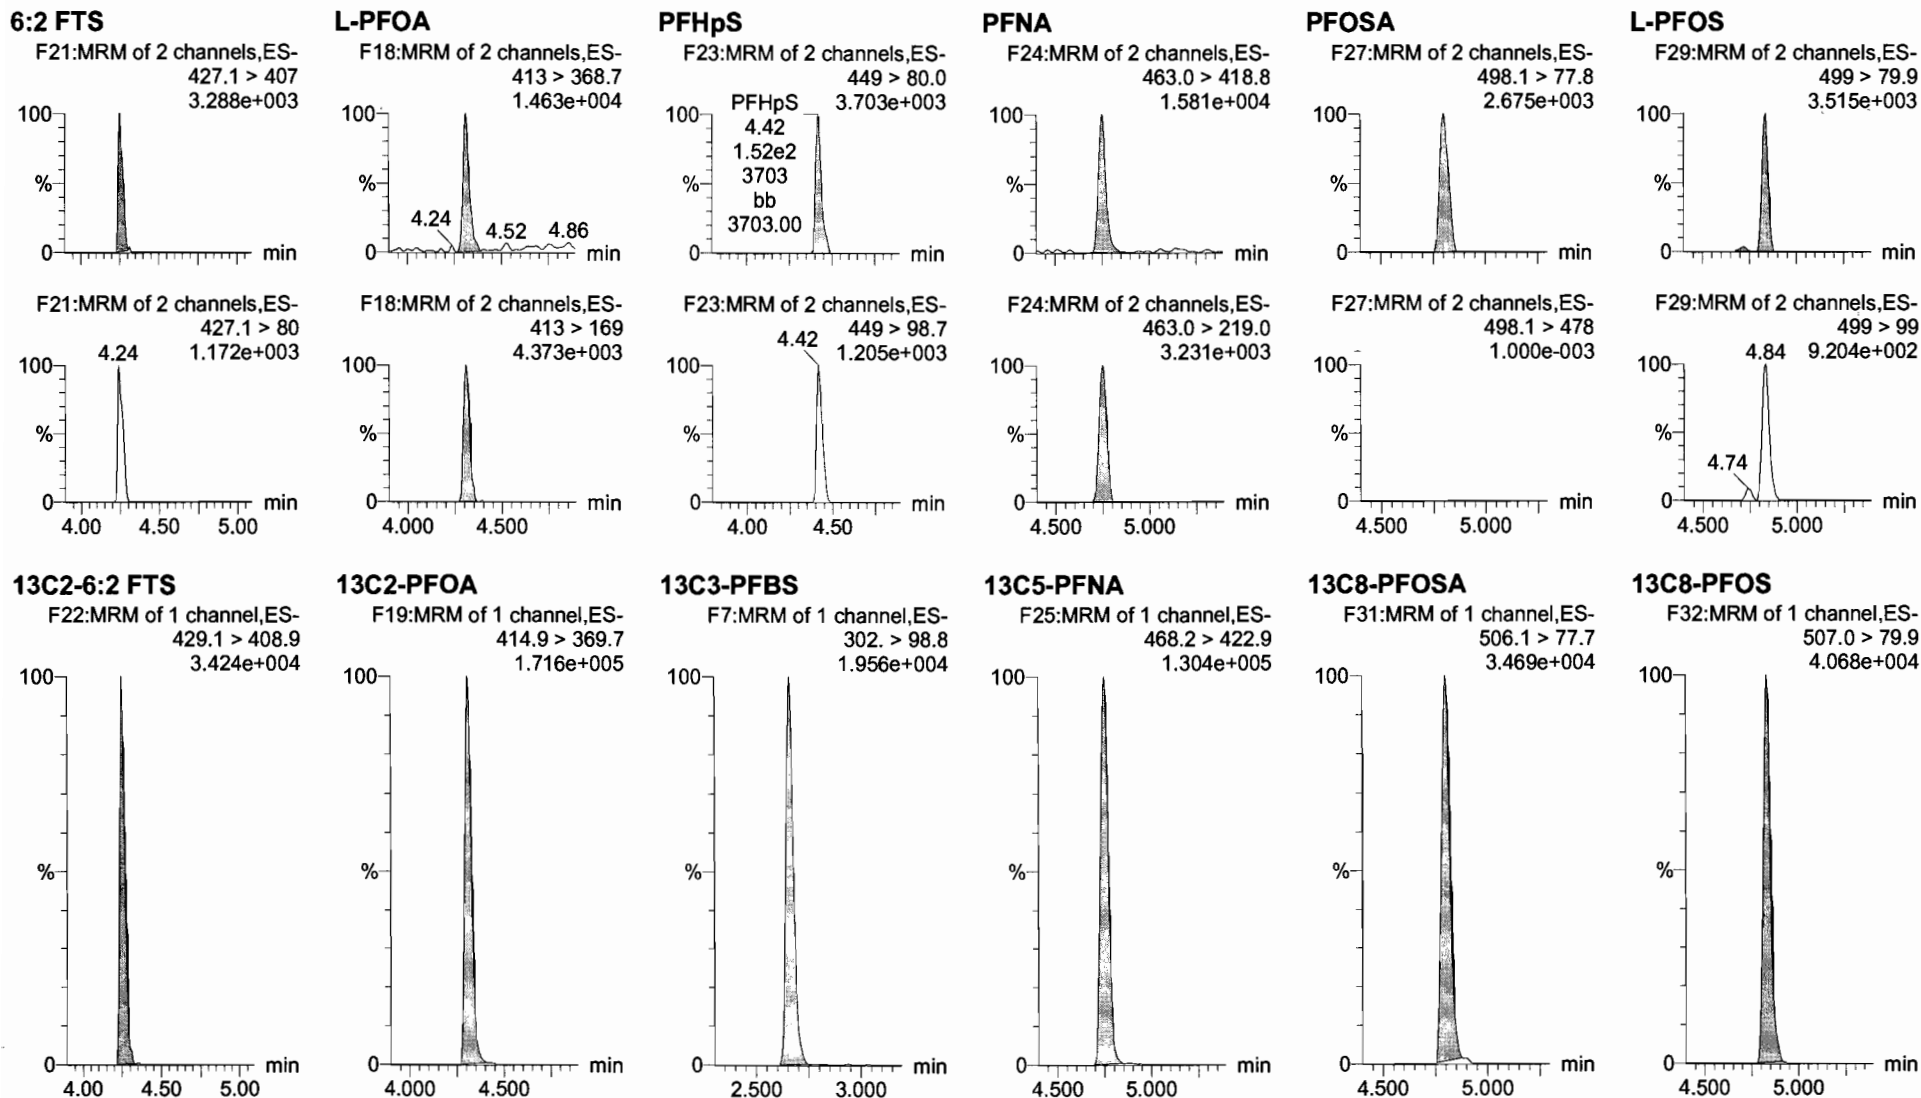 6:2 FTS
F21:MRM of 2 channels,ES-
427.1 > 407
3.288e+003
100
%
0
min
L-PFOA
F18:MRM of 2 channels,ES-
413 > 368.7
1.463e+004
100
%
4.24
4.52
4.86
0
min
PFHpS
F23:MRM of 2 channels,ES-
449 > 80.0
3.703e+003
100
PFHpS
4.42
1.52e2
3703
bb
3703.00
%
0
min
PFNA
F24:MRM of 2 channels,ES-
463.0 > 418.8
1.581e+004
100
%
0
min
PFOSA
F27:MRM of 2 channels,ES-
498.1 > 77.8
2.675e+003
100
%
0
min
L-PFOS
F29:MRM of 2 channels,ES-
499 > 79.9
3.515e+003
100
%
0
min
F21:MRM of 2 channels,ES-
427.1 > 80
4.24 1.172e+003
100
%
0
min
4.00 4.50 5.00
F18:MRM of 2 channels,ES-
413 > 169
4.373e+003
100
%
0
min
4.000 4.500
F23:MRM of 2 channels,ES-
449 > 98.7
4.42
1.205e+003
100
%
0
min
4.00 4.50
F24:MRM of 2 channels,ES-
463.0 > 219.0
3.231e+003
100
%
0
min
4.500 5.000
F27:MRM of 2 channels,ES-
498.1 > 478
1.000e-003
100
%
0
min
4.500 5.000
F29:MRM of 2 channels,ES-
499 > 99
4.84 9.204e+002
100
%
4.74
0
min
4.500 5.000
13C2-6:2 FTS
F22:MRM of 1 channel,ES-
429.1 > 408.9
3.424e+004
100
%
0
min
4.00 4.50 5.00
13C2-PFOA
F19:MRM of 1 channel,ES-
414.9 > 369.7
1.716e+005
100
%
0
min
4.000 4.500
13C3-PFBS
F7:MRM of 1 channel,ES-
302. > 98.8
1.956e+004
100
%
0
min
2.500 3.000
13C5-PFNA
F25:MRM of 1 channel,ES-
468.2 > 422.9
1.304e+005
100
%
0
min
4.500 5.000
13C8-PFOSA
F31:MRM of 1 channel,ES-
506.1 > 77.7
3.469e+004
100
%
0
min
4.500 5.000
13C8-PFOS
F32:MRM of 1 channel,ES-
507.0 > 79.9
4.068e+004
100
%
0
min
4.500 5.000